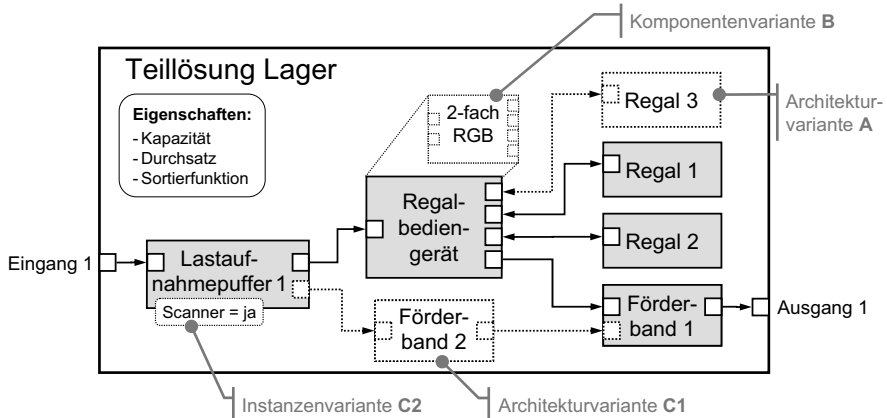 Komponentenvariante B
Teillösung Lager
Eigenschaften:
- Kapazität
- Durchsatz
- Sortierfunktion
2-fach
RGB
Regal 3
Architektur-
variante A
Regal 1
Regal-
bedien-
gerät
Regal 2
Eingang 1
Lastauf-
nahmepuffer 1
Scanner = ja
Förder-
band 2
Förder-
band 1
Ausgang 1
Instanzenvariante C2
Architekturvariante C1